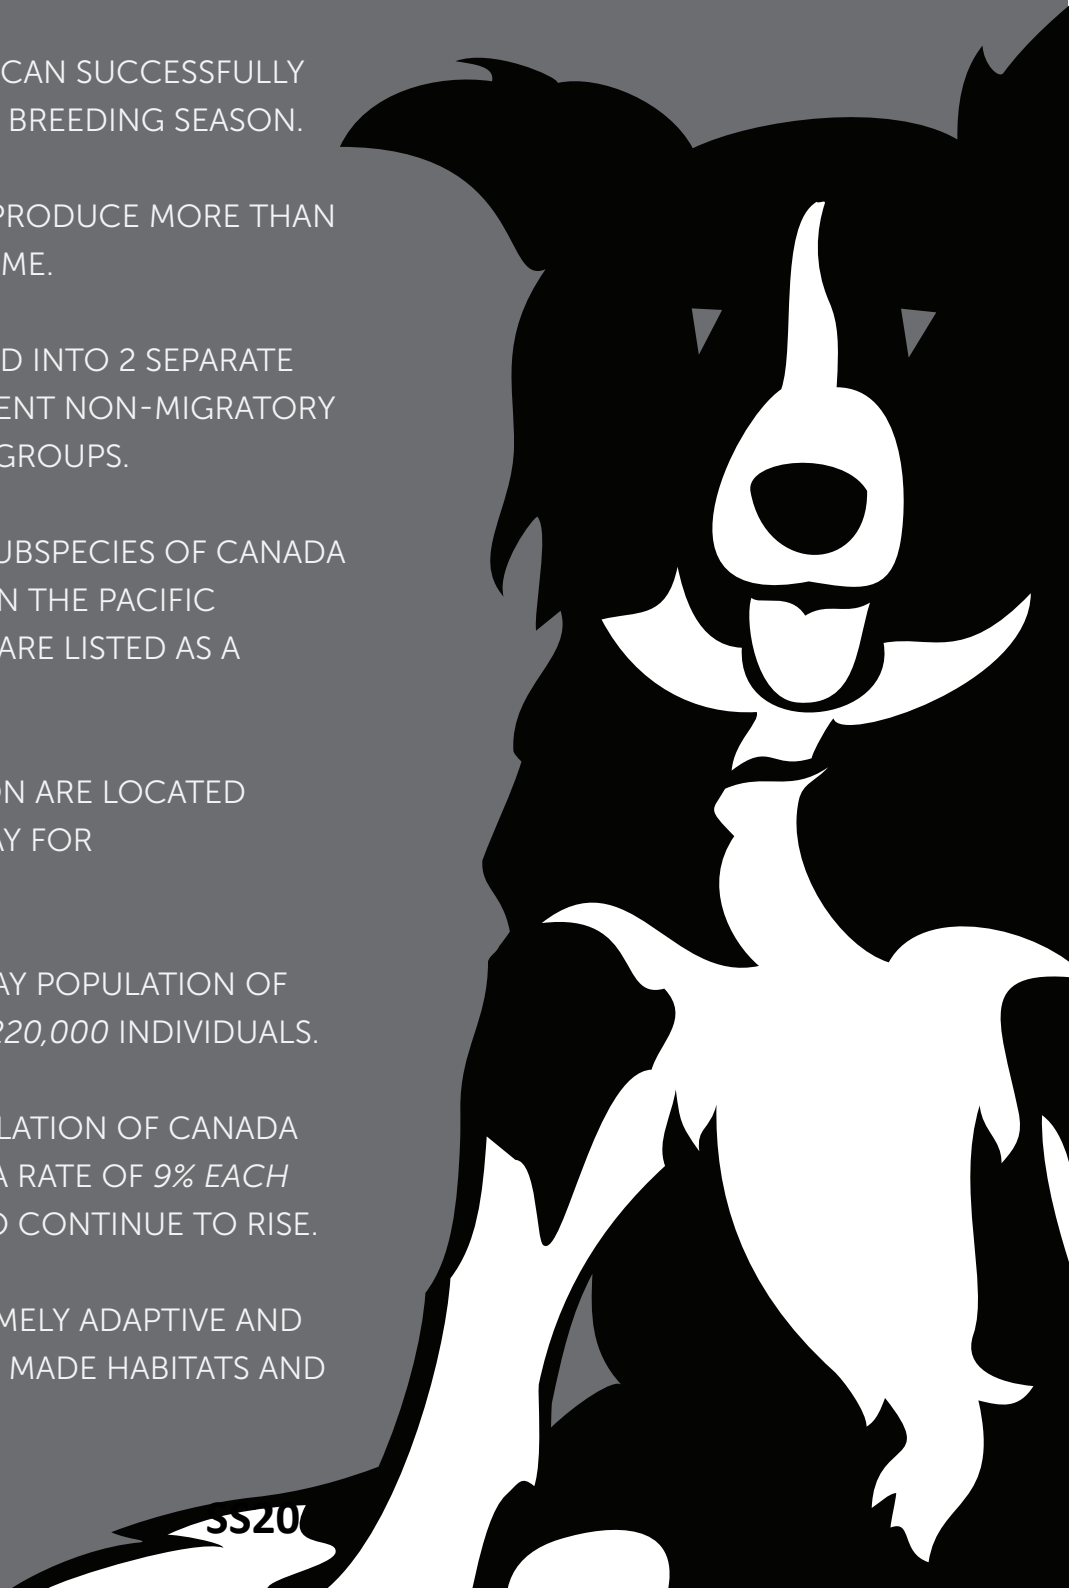 CAN SUCCESSFULLY
BREEDING SEASON.
PRODUCE MORE THAN
ME.
D INTO 2 SEPARATE
ENT NON-MIGRATORY
GROUPS.
UBSPECIES OF CANADA
N THE PACIFIC
ARE LISTED AS A
ON ARE LOCATED
AY FOR
AY POPULATION OF
220,000 INDIVIDUALS.
LATION OF CANADA
A RATE OF 9% EACH
D CONTINUE TO RISE.
MELY ADAPTIVE AND
MADE HABITATS AND
SS20